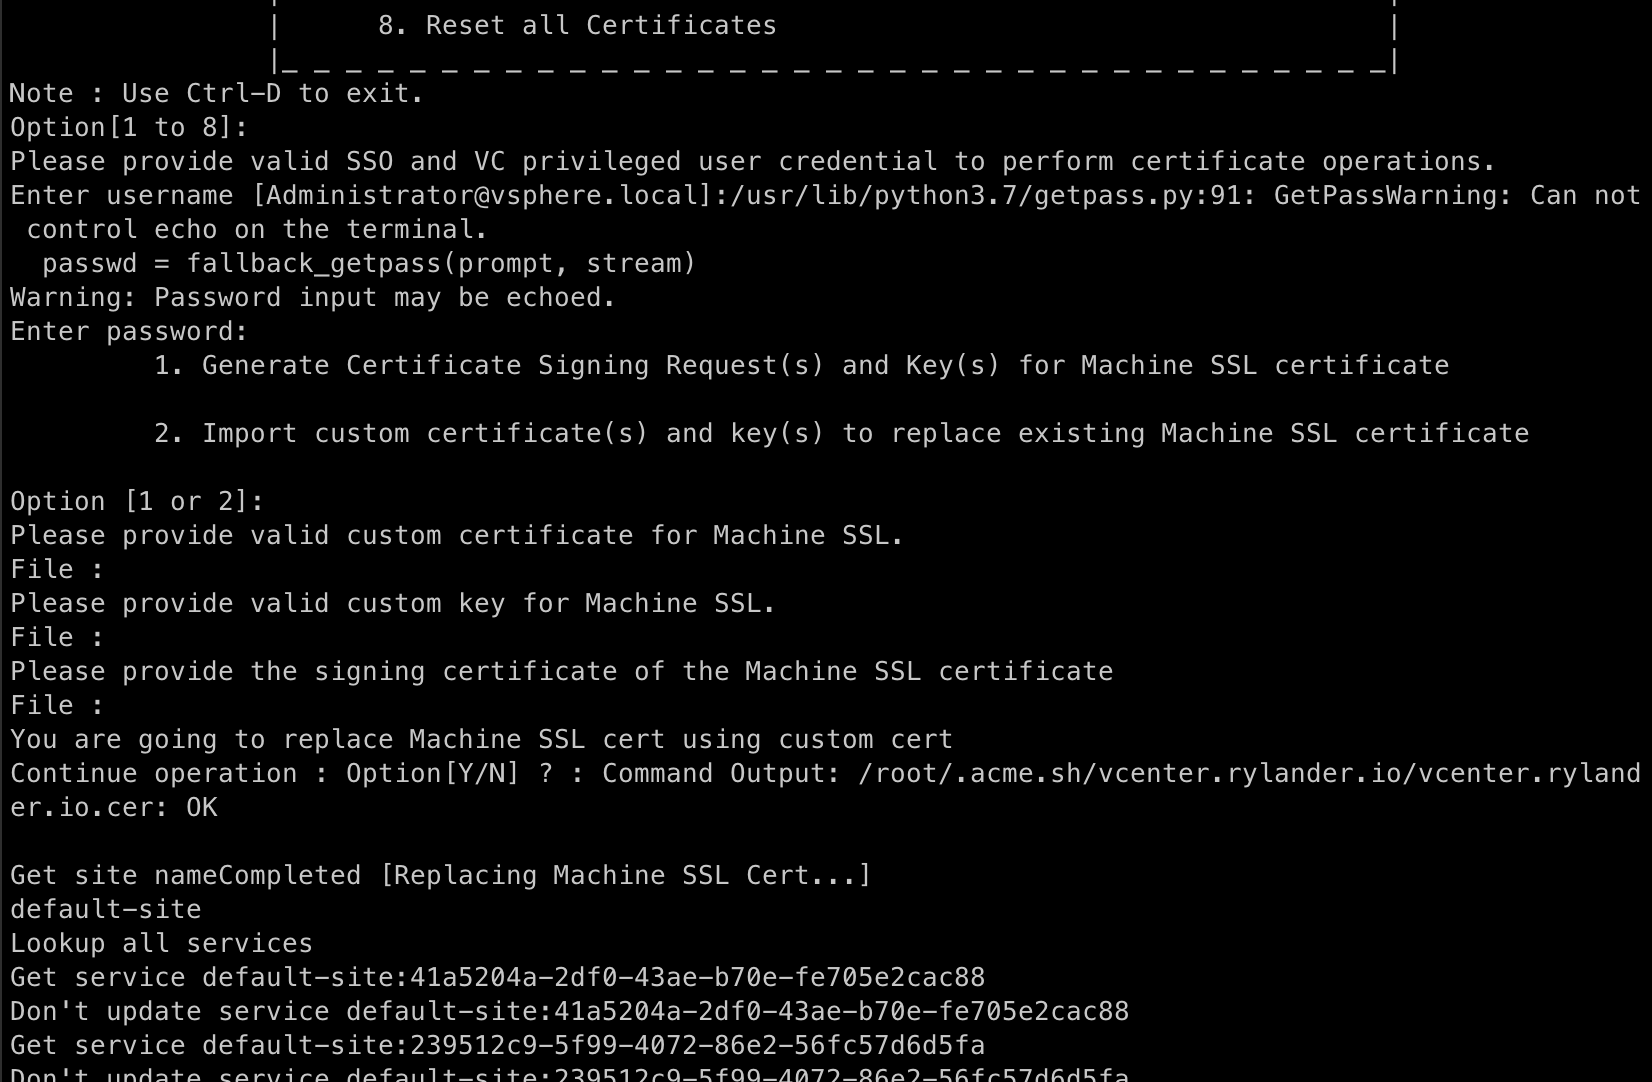 | 8. Reset all Certificates |
|_ _ _ _ _ _ _ _ _ _ _ _ _ _ _ _ _ _ _ _ _ _ _ _ _ _ _ _ _ _ _ _ _ _ _|
Note : Use Ctrl-D to exit.
Option[1 to 8]:
Please provide valid SSO and VC privileged user credential to perform certificate operations.
Enter username [Administrator@vsphere.local]:/usr/lib/python3.7/getpass.py:91: GetPassWarning: Can not
control echo on the terminal.
passwd = fallback_getpass(prompt, stream)
Warning: Password input may be echoed.
Enter password:
1. Generate Certificate Signing Request(s) and Key(s) for Machine SSL certificate
2. Import custom certificate(s) and key(s) to replace existing Machine SSL certificate
Option [1 or 2]:
Please provide valid custom certificate for Machine SSL.
File :
Please provide valid custom key for Machine SSL.
File :
Please provide the signing certificate of the Machine SSL certificate
File :
You are going to replace Machine SSL cert using custom cert
Continue operation : Option[Y/N] ? : Command Output: /root/.acme.sh/vcenter.rylander.io/vcenter.ryland
er.io.cer: OK
Get site nameCompleted [Replacing Machine SSL Cert...]
default-site
Lookup all services
Get service default-site:41a5204a-2df0-43ae-b70e-fe705e2cac88
Don't update service default-site:41a5204a-2df0-43ae-b70e-fe705e2cac88
Get service default-site:239512c9-5f99-4072-86e2-56fc57d6d5fa
Don't update service default-site:239512c9-5f99-4072-86e2-56fc57d6d5fa